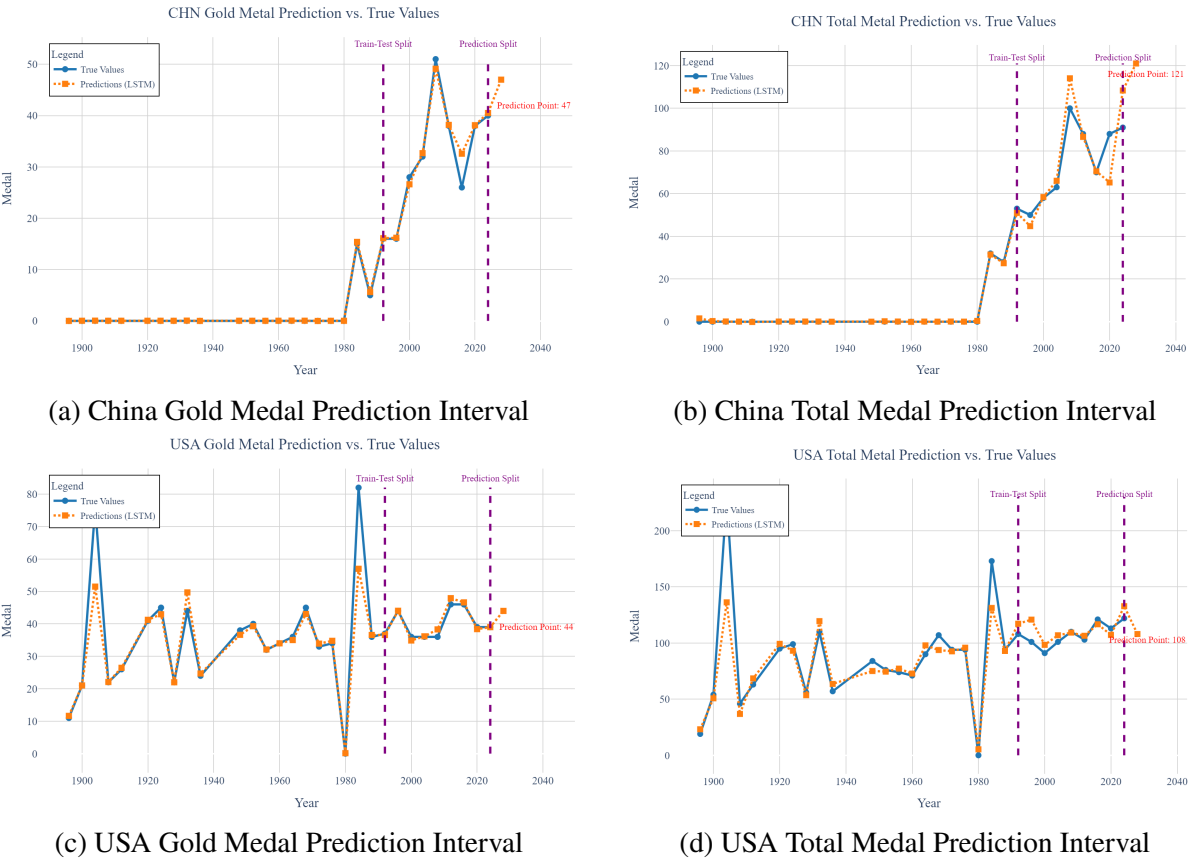 CHN Gold Metal Prediction vs. True Values
Legend
True Values
Predictions (LSTM)
Train-Test Split
Prediction Split
Prediction Point: 47
Medal
50
40
30
20
10
0
1900 1920 1940 1960 1980 2000 2020 2040
Year
(a) China Gold Medal Prediction Interval
CHN Total Metal Prediction vs. True Values
Legend
True Values
Predictions (LSTM)
Train-Test Split
Prediction Split
Prediction Point: 121
Medal
120
100
80
60
40
20
0
1900 1920 1940 1960 1980 2000 2020 2040
Year
(b) China Total Medal Prediction Interval
USA Gold Metal Prediction vs. True Values
Legend
True Values
Predictions (LSTM)
Train-Test Split
Prediction Split
Prediction Point: 44
Medal
80
70
60
50
40
30
20
10
0
1900 1920 1940 1960 1980 2000 2020 2040
Year
(c) USA Gold Medal Prediction Interval
USA Total Metal Prediction vs. True Values
Legend
True Values
Predictions (LSTM)
Train-Test Split
Prediction Split
Prediction Point: 108
Medal
200
150
100
50
0
1900 1920 1940 1960 1980 2000 2020 2040
Year
(d) USA Total Medal Prediction Interval